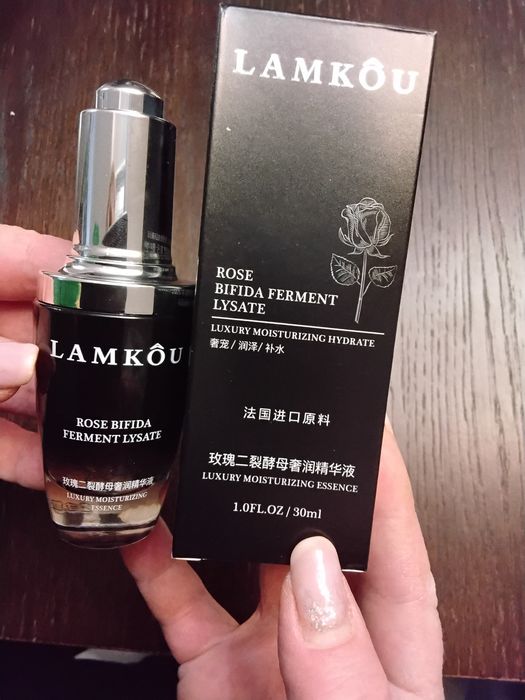 LAMKÔU
ROSE BIFIDA
FERMENT LYSATE
玫瑰二裂酵母奢润精华液
LUXURY MOISTURIZING
ESSENCE
LAMKÔU
ROSE
BIFIDA FERMENT
LYSATE
LUXURY MOISTURIZING HYDRATE
奢宠/润泽/补水
法国进口原料
玫瑰二裂酵母奢润精华液
LUXURY MOISTURIZING ESSENCE
1.0FL.OZ/30ml